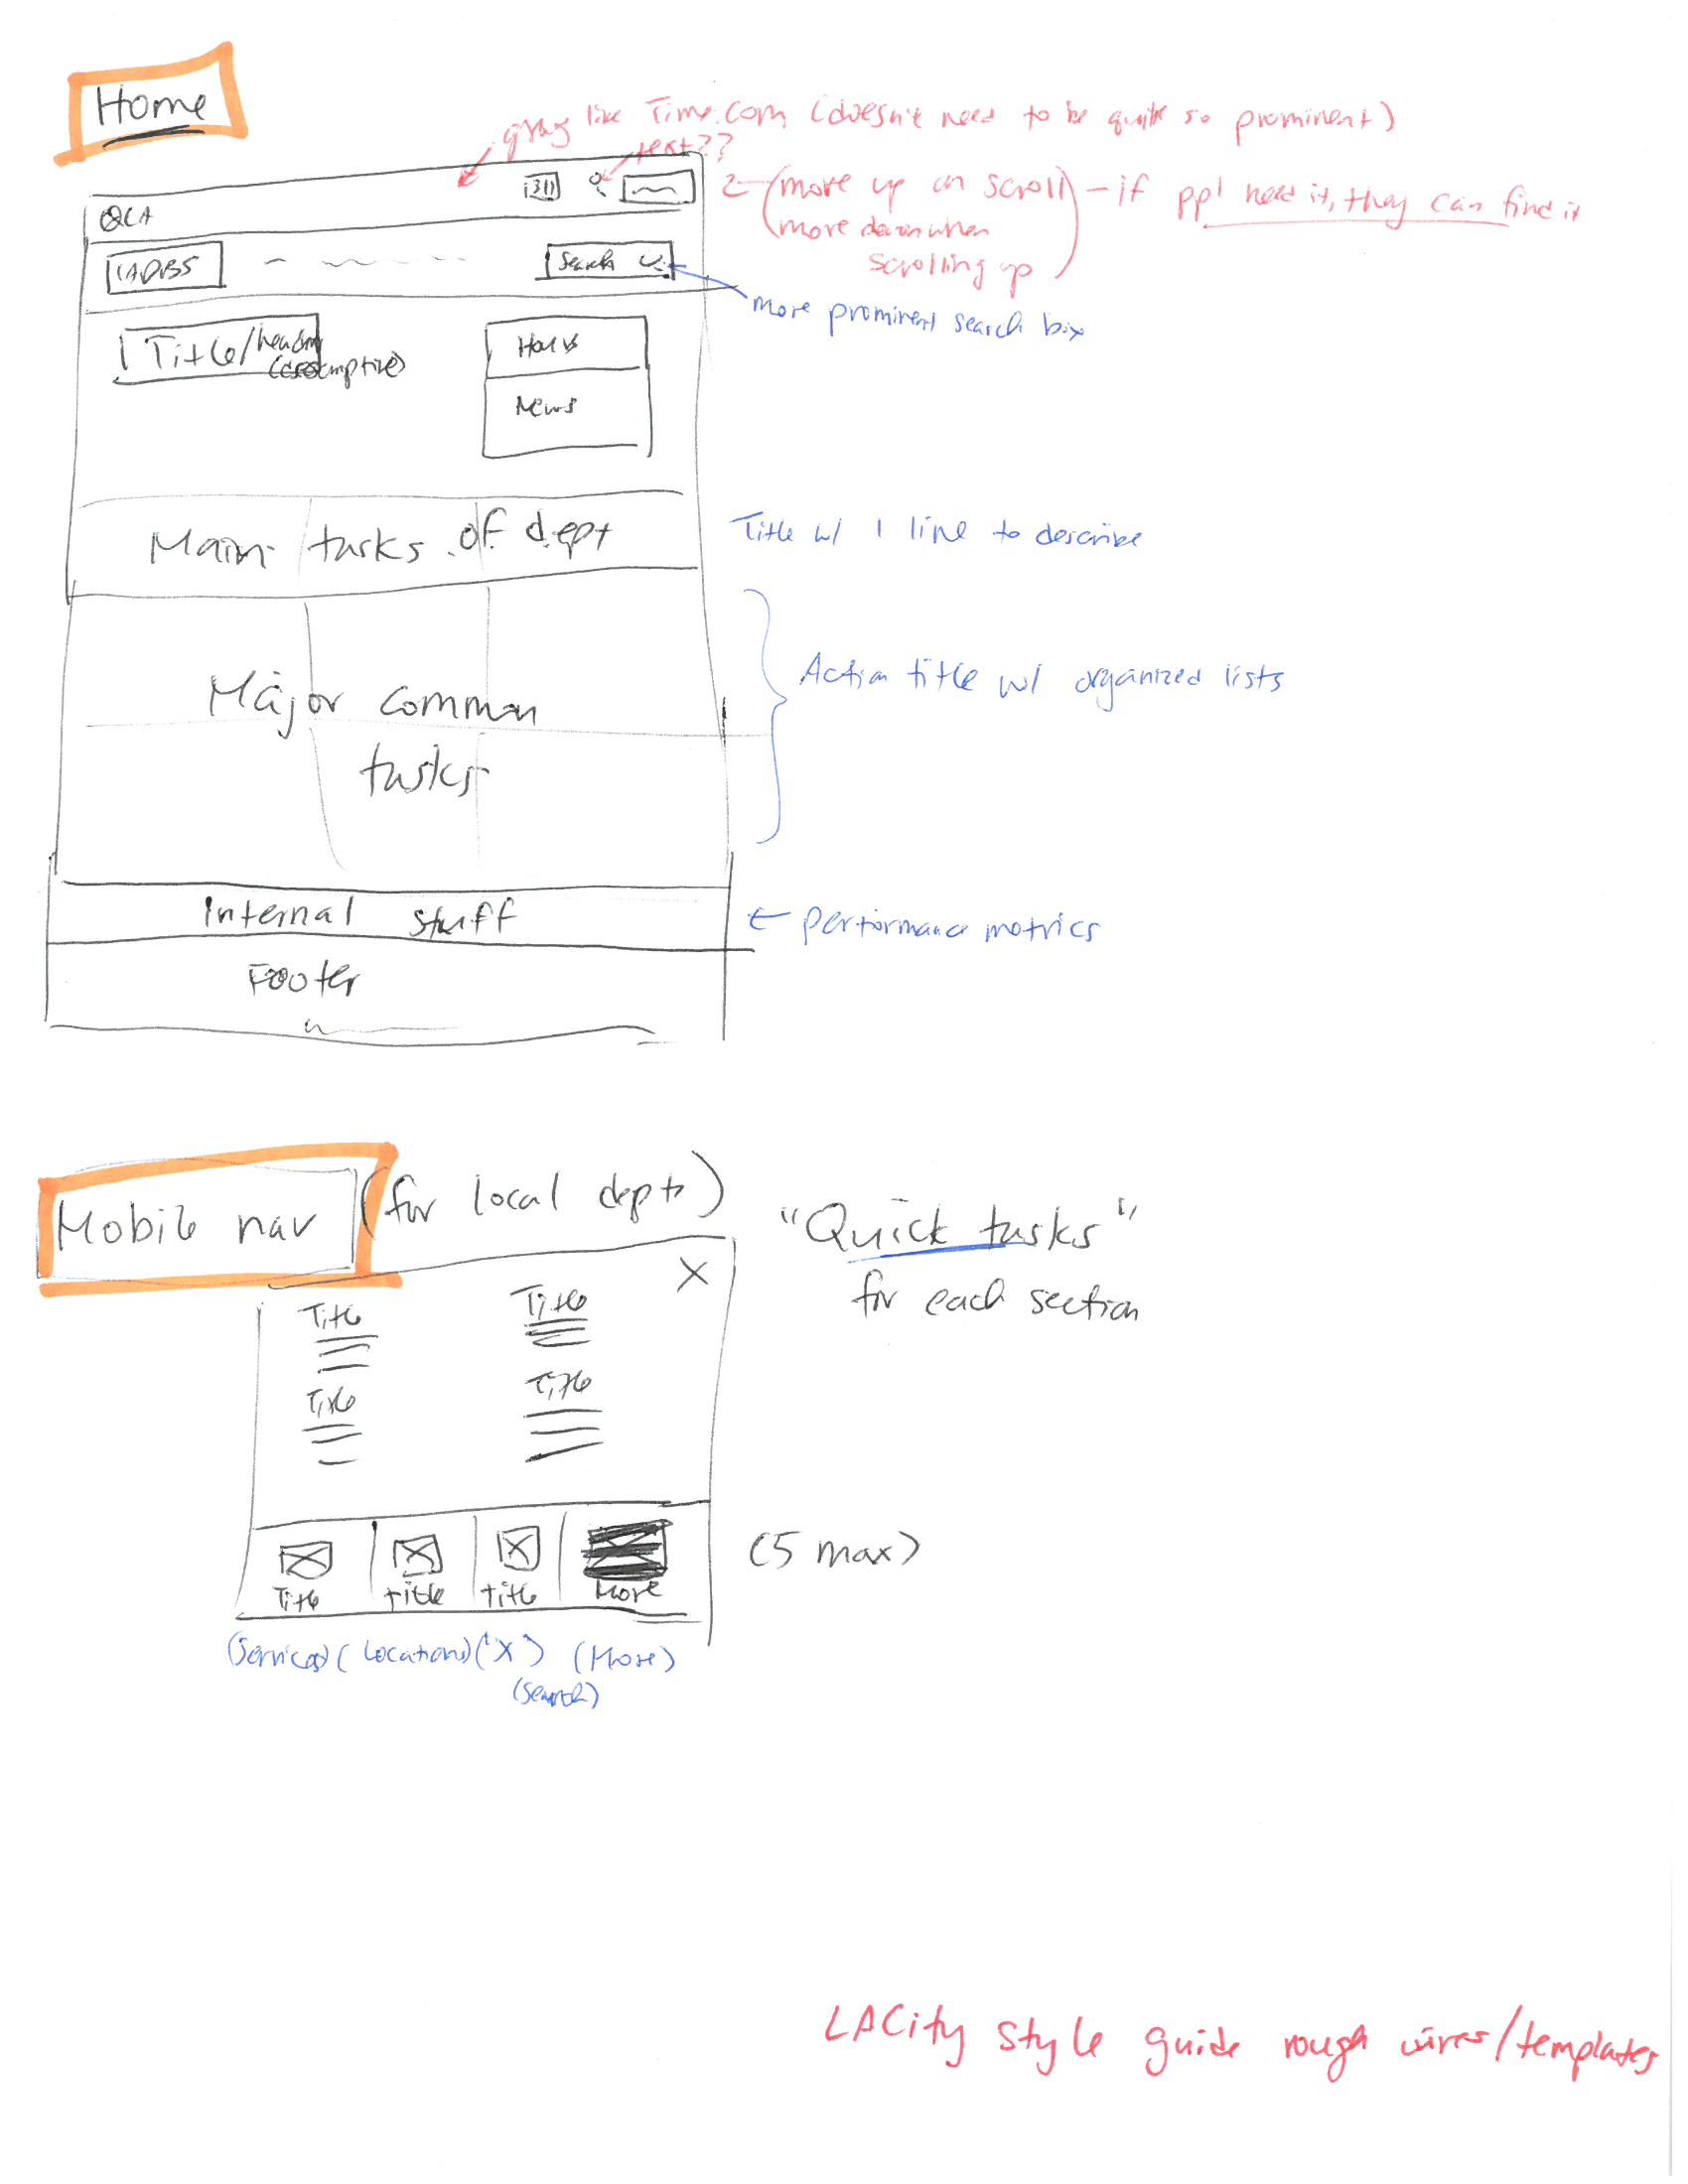 Home
gray like Time.com (doesn't need to be quite so prominent)
text??
311
(move up on scroll) - if ppl need it, they can find it
(move down when
scrolling up)
LADBS
Search
more prominent search box
Title/heading
(descriptive)
Hours
News
Main tasks of dept
Title w/ 1 line to describe
Major common
tasks
Action title w/ organized lists
Internal stuff
← performance metrics
Footer
Mobile nav (for local depts)
"Quick tasks"
for each section
X
Title Title
Title Title
(5 max)
Title title title More
(Services) (Locations) ("X") (More)
(search)
LACity Style guide rough wires/templates